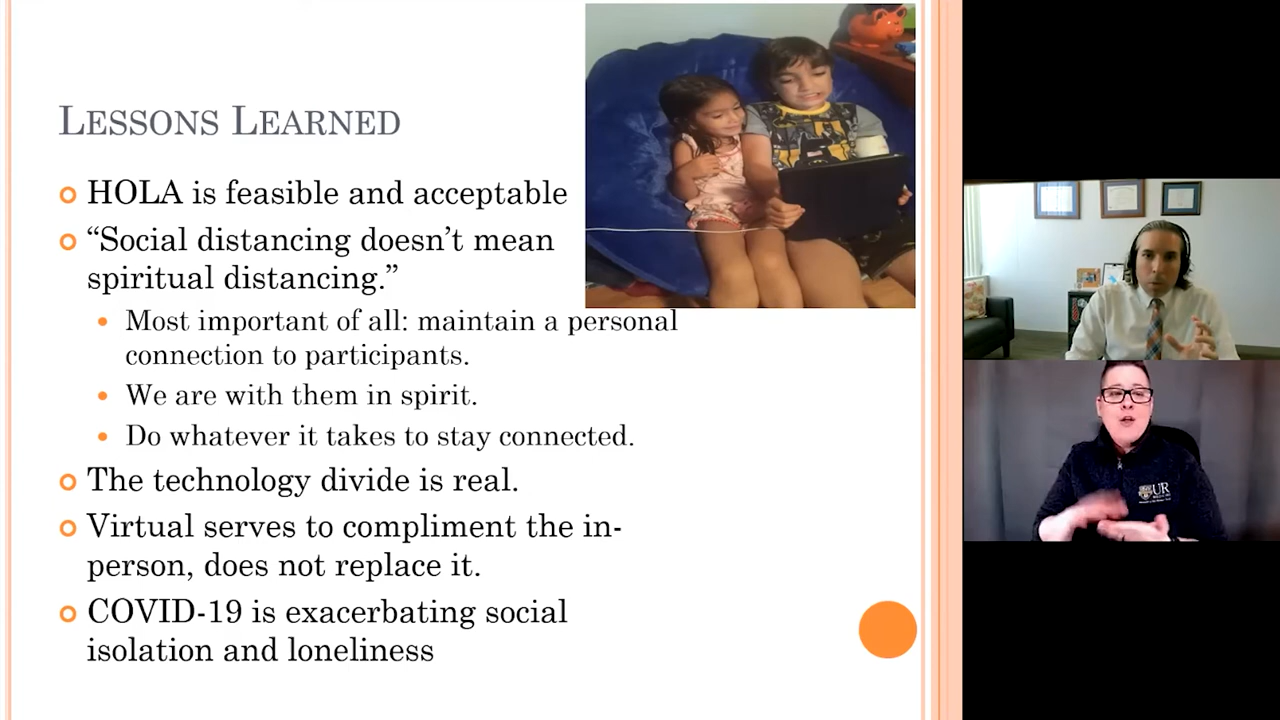 LESSONS LEARNED
HOLA is feasible and acceptable
“Social distancing doesn’t mean
spiritual distancing.”
Most important of all: maintain a personal
connection to participants.
We are with them in spirit.
Do whatever it takes to stay connected.
The technology divide is real.
Virtual serves to compliment the in-
person, does not replace it.
COVID-19 is exacerbating social
isolation and loneliness
UR